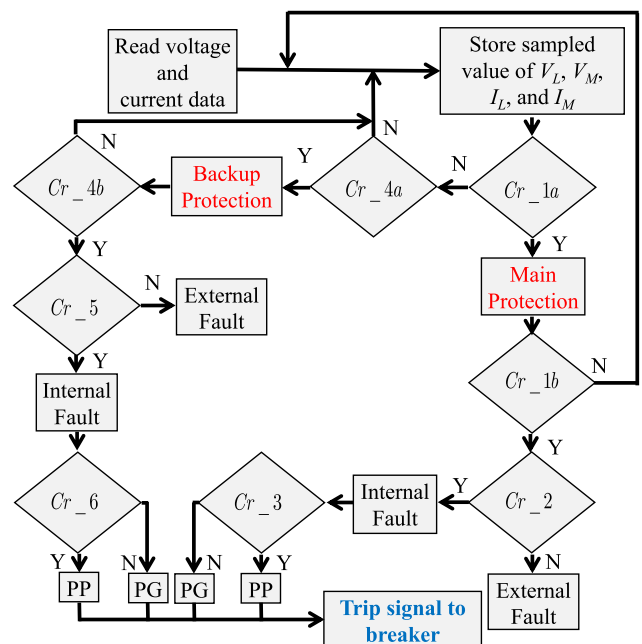 Read voltage
and
current data
Store sampled
value of V_L, V_M,
I_L, and I_M
N
N
Y
N
Cr_4b
Backup
Protection
Cr_4a
Cr_1a
Y
Y
Main
Protection
Cr_5
N
External
Fault
Y
N
Cr_1b
Internal
Fault
Y
Cr_6
Cr_3
Internal
Fault
Y
Cr_2
Y
N
N
Y
N
PP
PG
PG
PP
External
Fault
Trip signal to
breaker